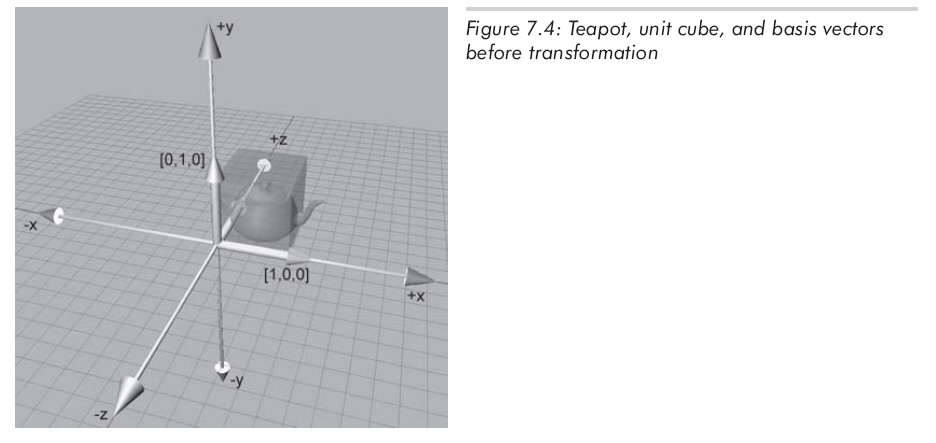 +y
Figure 7.4: Teapot, unit cube, and basis vectors
before transformation
+z
[0,1,0]
-x
[1,0,0]
+x
-y
-z